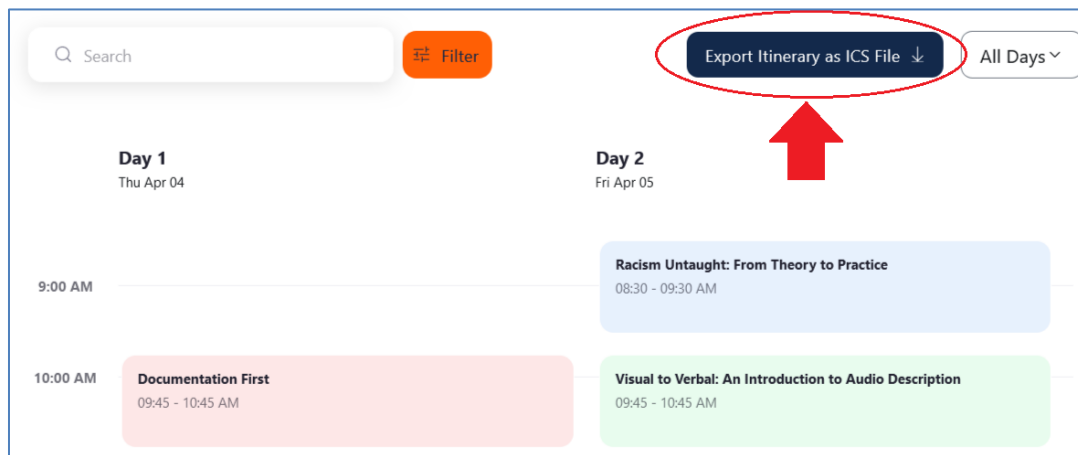 Search
Filter
Export Itinerary as ICS File
All Days
Day 1
Thu Apr 04
Day 2
Fri Apr 05
9:00 AM
Racism Untaught: From Theory to Practice
08:30 - 09:30 AM
10:00 AM
Documentation First
09:45 - 10:45 AM
Visual to Verbal: An Introduction to Audio Description
09:45 - 10:45 AM